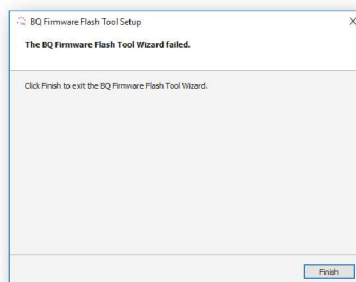 BQ Firmware Flash Tool Setup
The BQ Firmware Flash Tool Wizard failed.
Click Finish to exit the BQ Firmware Flash Tool Wizard.
Finish